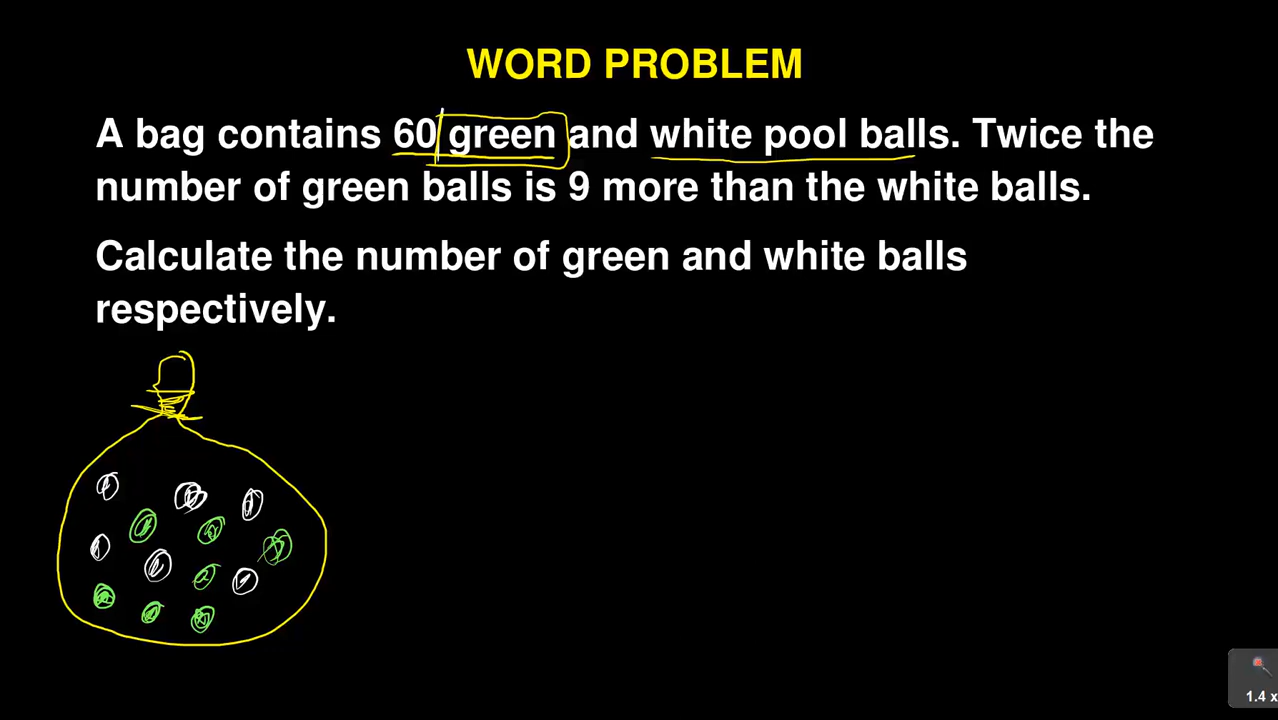 WORD PROBLEM
A bag contains 60 green and white pool balls. Twice the
number of green balls is 9 more than the white balls.
Calculate the number of green and white balls
respectively.
1.4 x